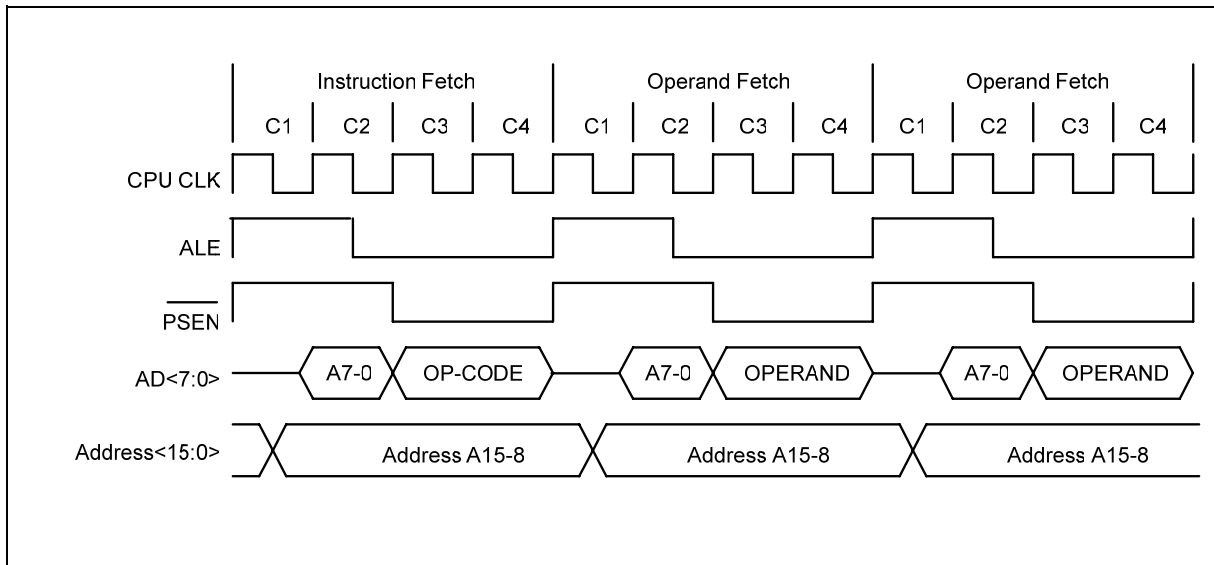 Instruction Fetch Operand Fetch Operand Fetch
C1 C2 C3 C4 C1 C2 C3 C4 C1 C2 C3 C4
CPU CLK
ALE
PSEN
AD<7:0> A7-0 OP-CODE A7-0 OPERAND A7-0 OPERAND
Address<15:0> Address A15-8 Address A15-8 Address A15-8